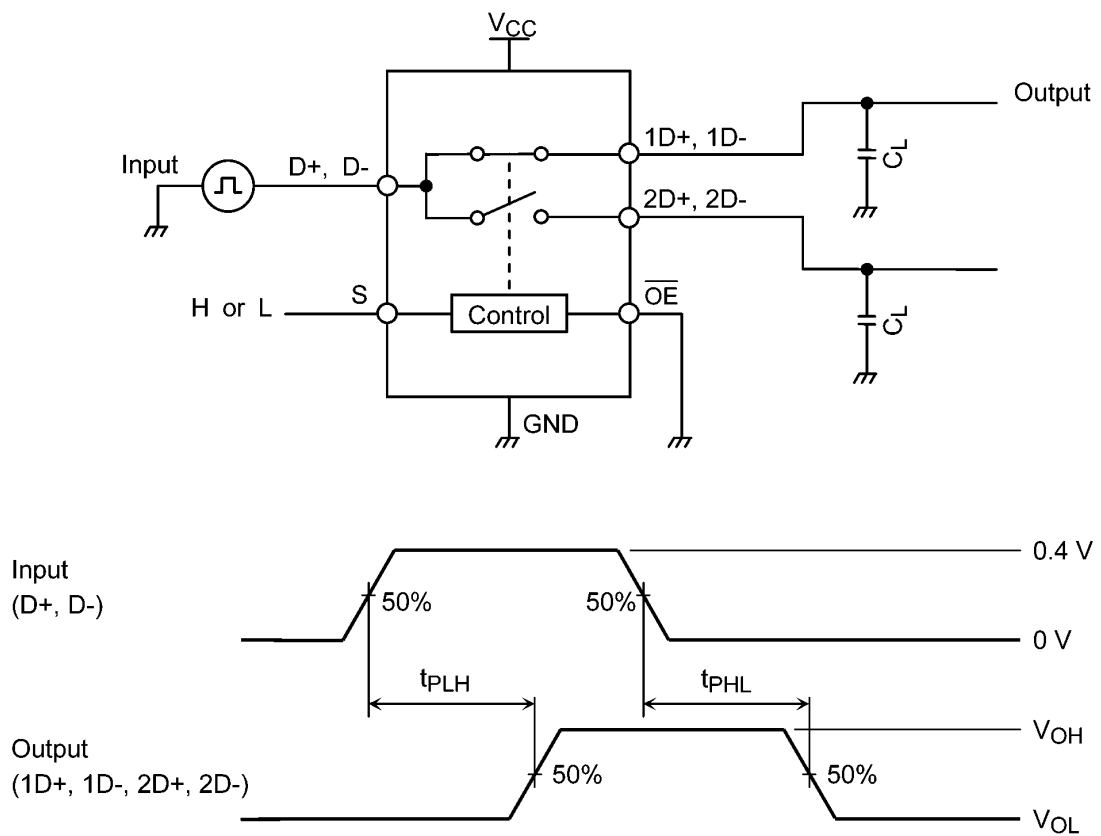 VCC
Output
1D+, 1D-
Input
D+, D-
CL
2D+, 2D-
S
OE
H or L
Control
CL
GND
0.4 V
Input
(D+, D-)
50%
50%
0 V
tPLH
tPHL
VOH
Output
(1D+, 1D-, 2D+, 2D-)
50%
50%
VOL